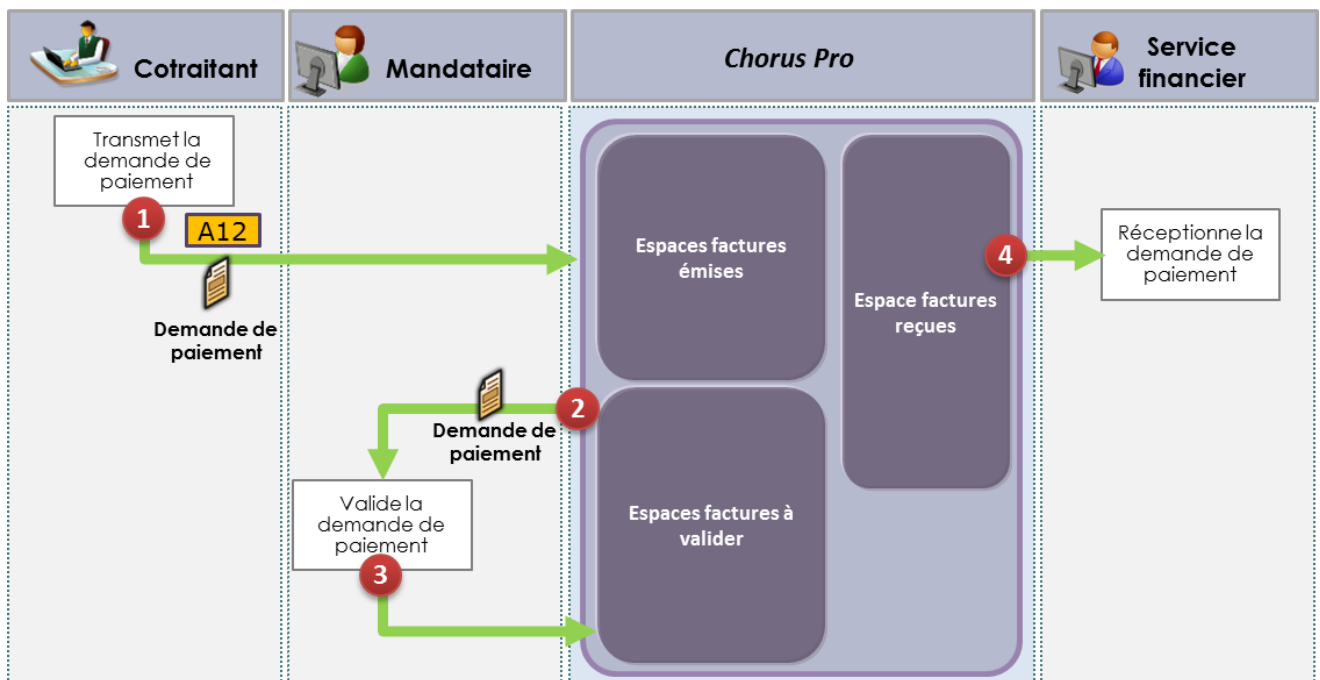 Cotraitant
Mandataire
Chorus Pro
Service
financier
Transmet la
demande de
paiement
1
A12
Demande de
paiement
Espaces factures
émises
Espace factures
reçues
4
Réceptionne la
demande de
paiement
2
Demande de
paiement
Valide la
demande de
paiement
3
Espaces factures à
valider